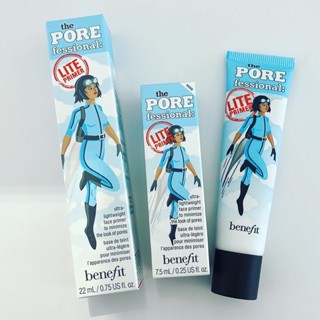 the
PORE
fessional:
LITE
PRIMER
ultra-
lightweight
face primer
to minimize
the look of pores
base de teint
ultra-légère
pour minimiser
l'apparence des pores
benefit
22 mL / 0.75 US fl. oz.
the
PORE
fessional:
LITE
PRIMER
ultra-
lightweight
face primer
to minimize
the look of pores
base de teint
ultra-légère
pour minimiser
l'apparence des pores
benefit
7.5 mL / 0.25 US fl. oz.
the
PORE
fessional:
LITE
PRIMER
benefit